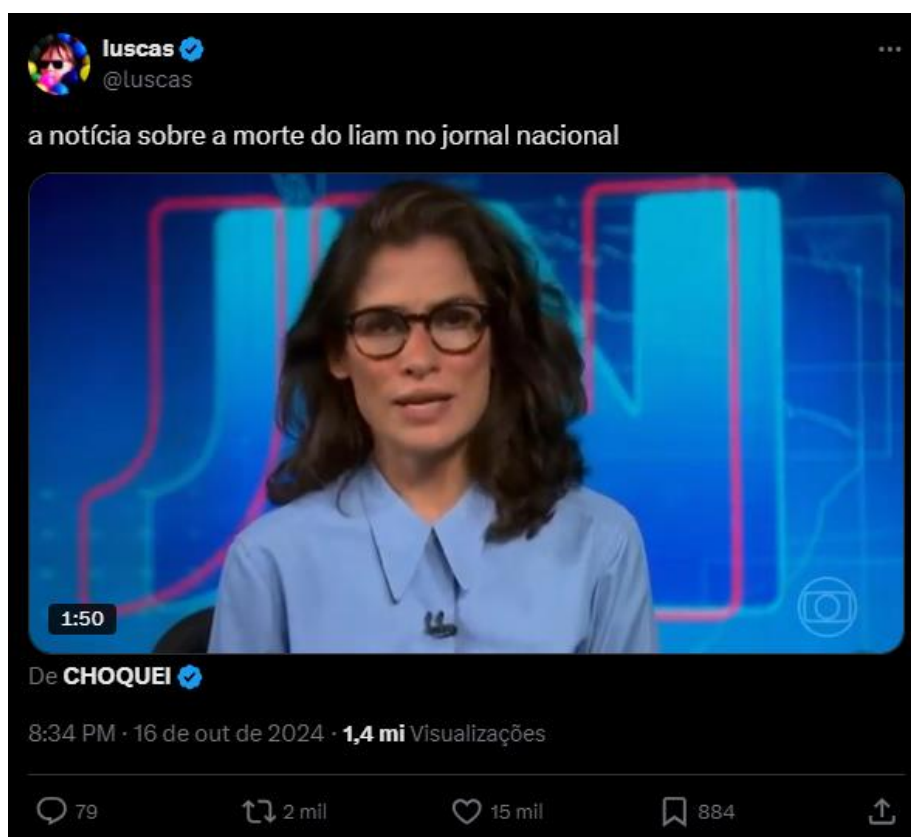 luscas
@luscas
a notícia sobre a morte do liam no jornal nacional
JN
1:50
De CHOQUEI
8:34 PM · 16 de out de 2024 · 1,4 mi Visualizações
79 2 mil 15 mil 884